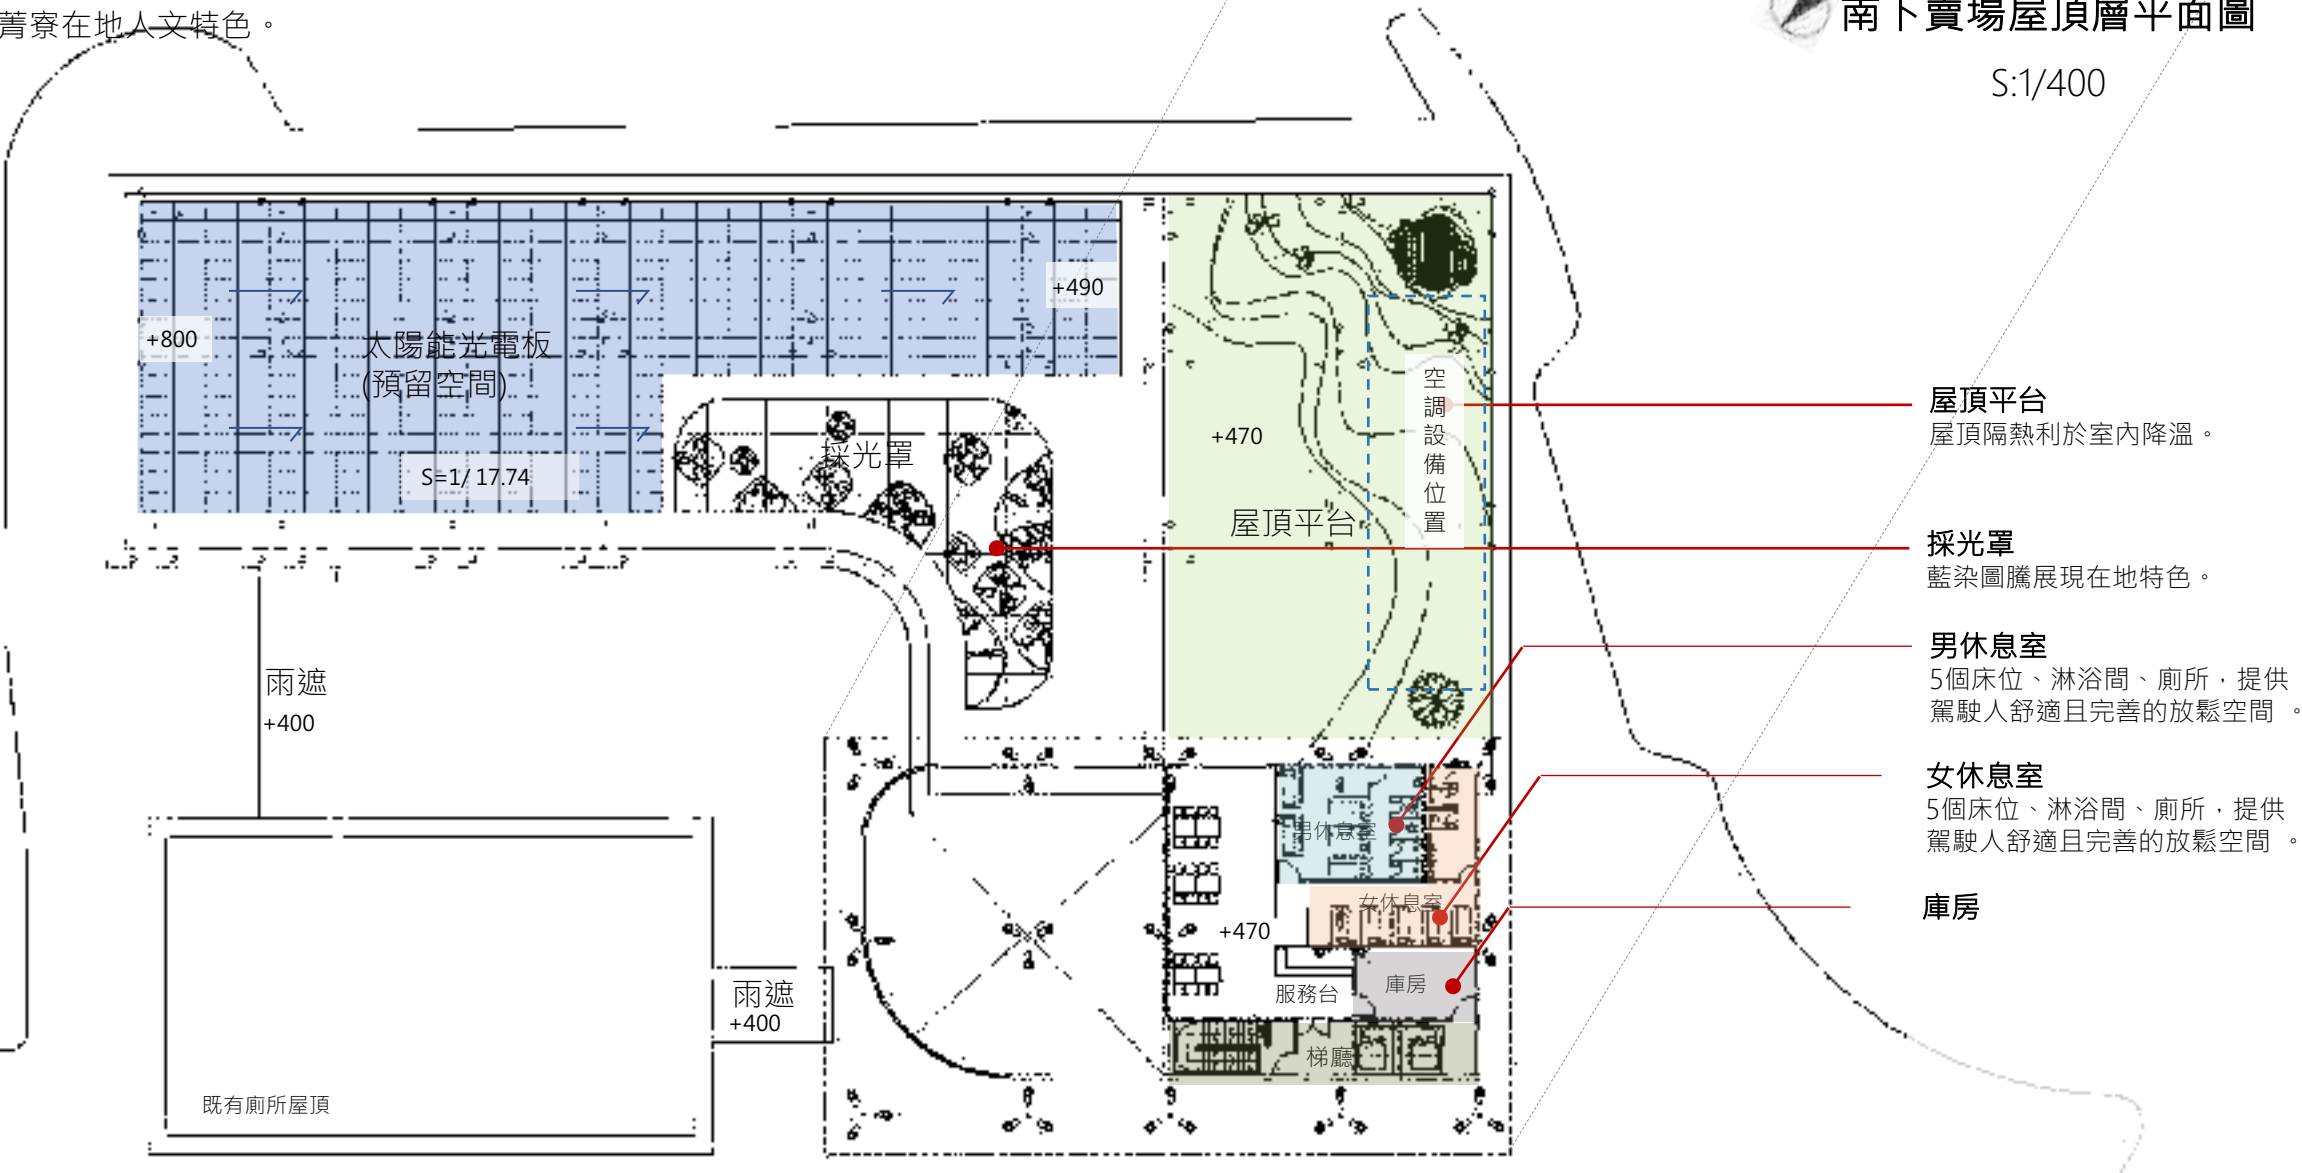 菁寮在地人文特色。
南下賣場屋頂層平面圖
S:1/400
+490
+800
太陽能光電板
(預留空間)
S=1/ 17.74
採光罩
+470
屋頂平台
空調設備位置
屋頂平台
屋頂隔熱利於室內降溫。
採光罩
藍染圖騰展現在地特色。
男休息室
5個床位、淋浴間、廁所，提供
駕駛人舒適且完善的放鬆空間 。
女休息室
5個床位、淋浴間、廁所，提供
駕駛人舒適且完善的放鬆空間 。
庫房
雨遮
+400
男休息室
女休息室
+470
庫房
服務台
梯廳
雨遮
+400
既有廁所屋頂